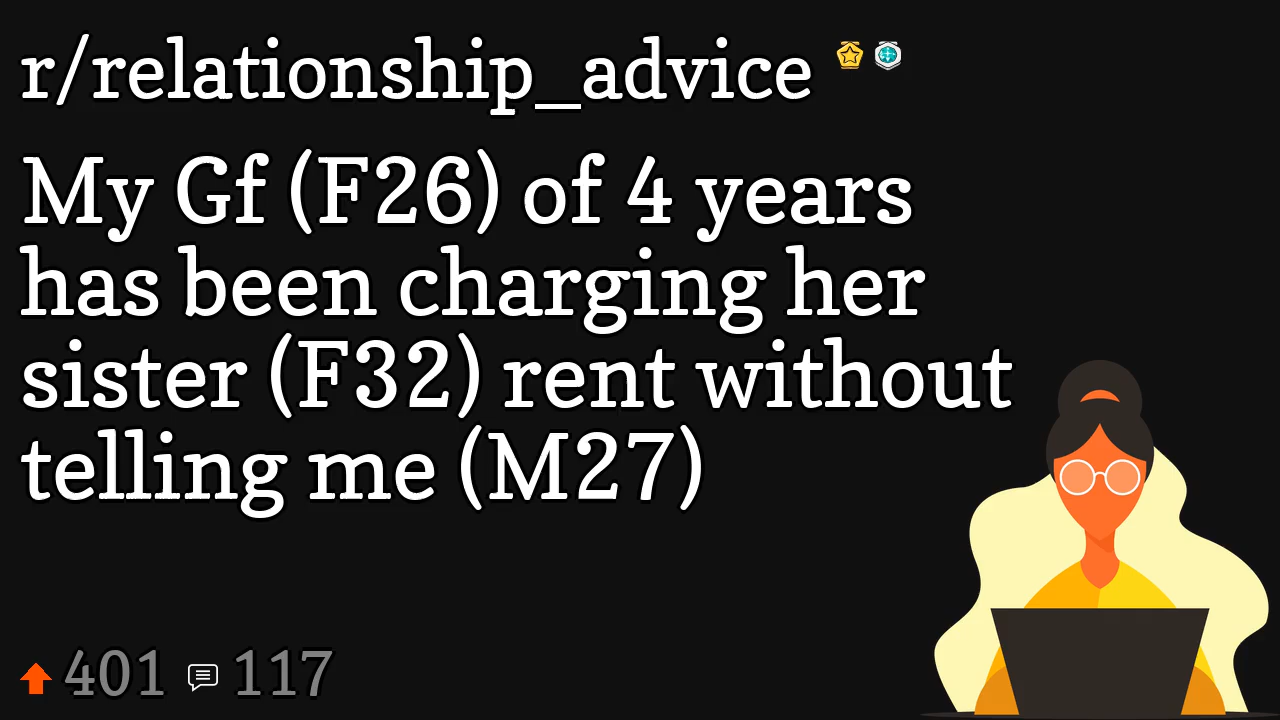 r/relationship_advice
My Gf (F26) of 4 years
has been charging her
sister (F32) rent without
telling me (M27)
401 117